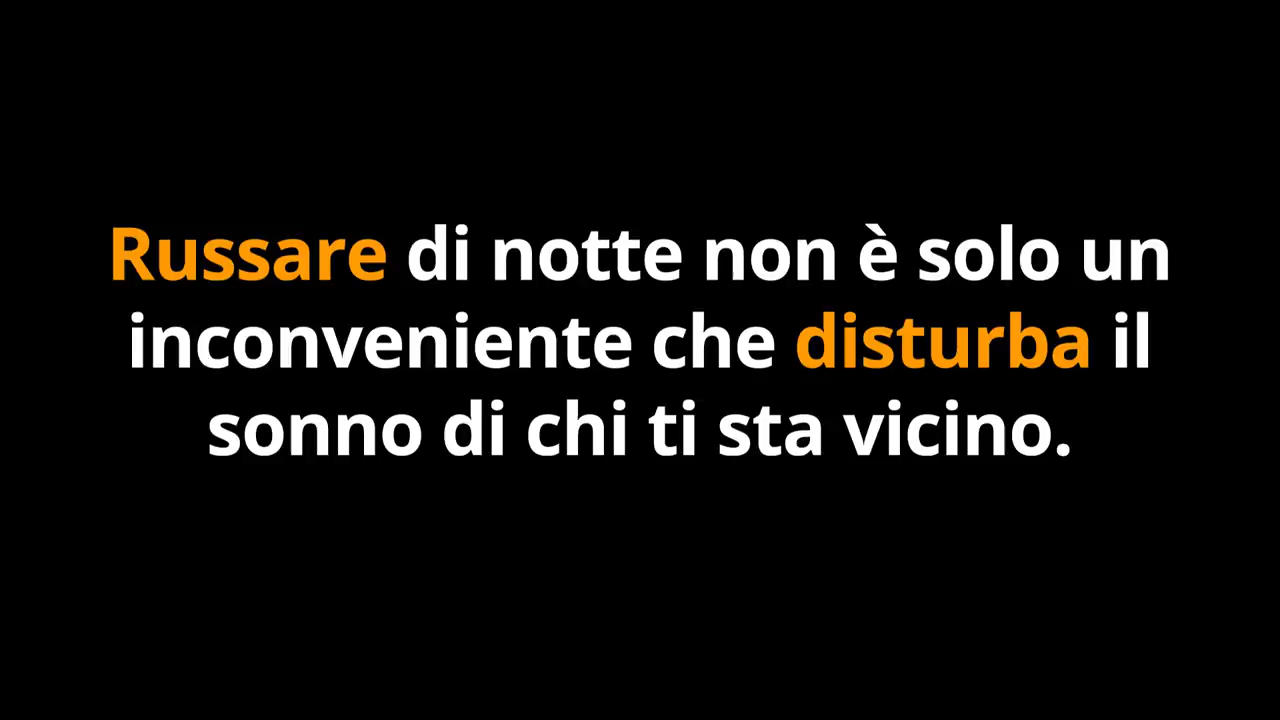 Russare di notte non è solo un
inconveniente che disturba il
sonno di chi ti sta vicino.